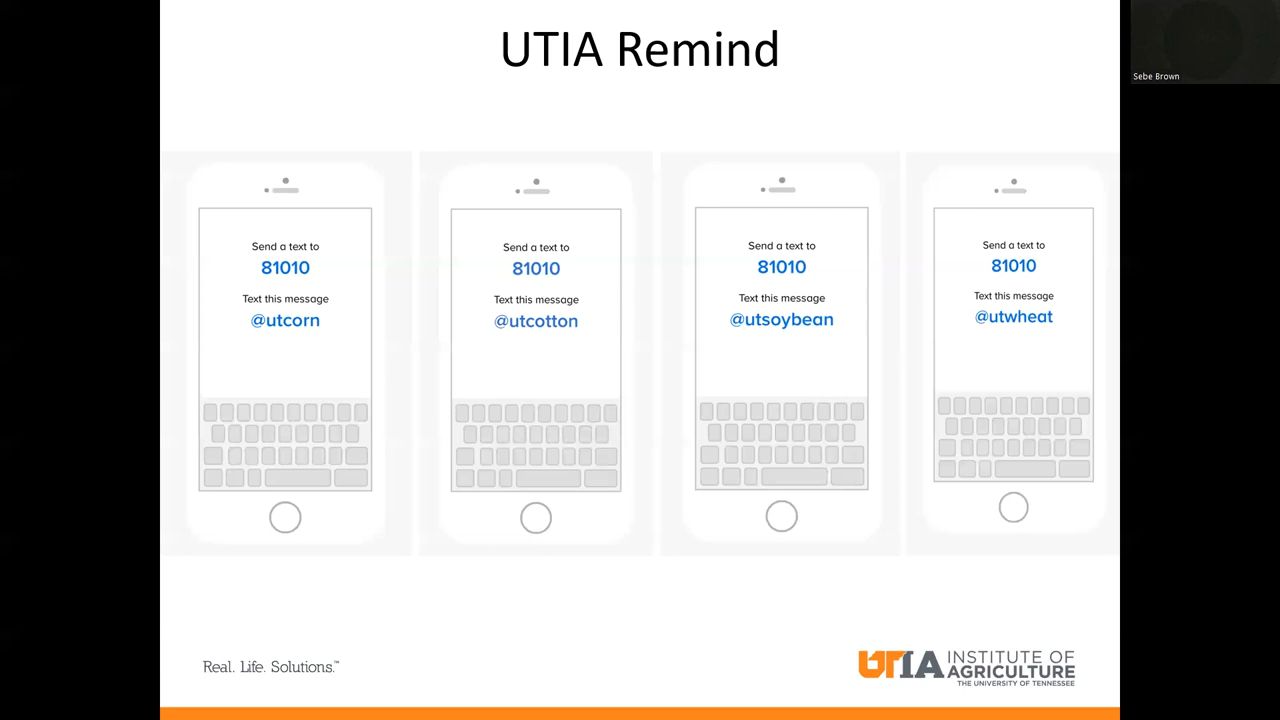 UTIA Remind
Sebe Brown
Send a text to
81010
Text this message
@utcorn
Send a text to
81010
Text this message
@utcotton
Send a text to
81010
Text this message
@utsoybean
Send a text to
81010
Text this message
@utwheat
Real. Life. Solutions.™
UTIA INSTITUTE OF
AGRICULTURE
THE UNIVERSITY OF TENNESSEE